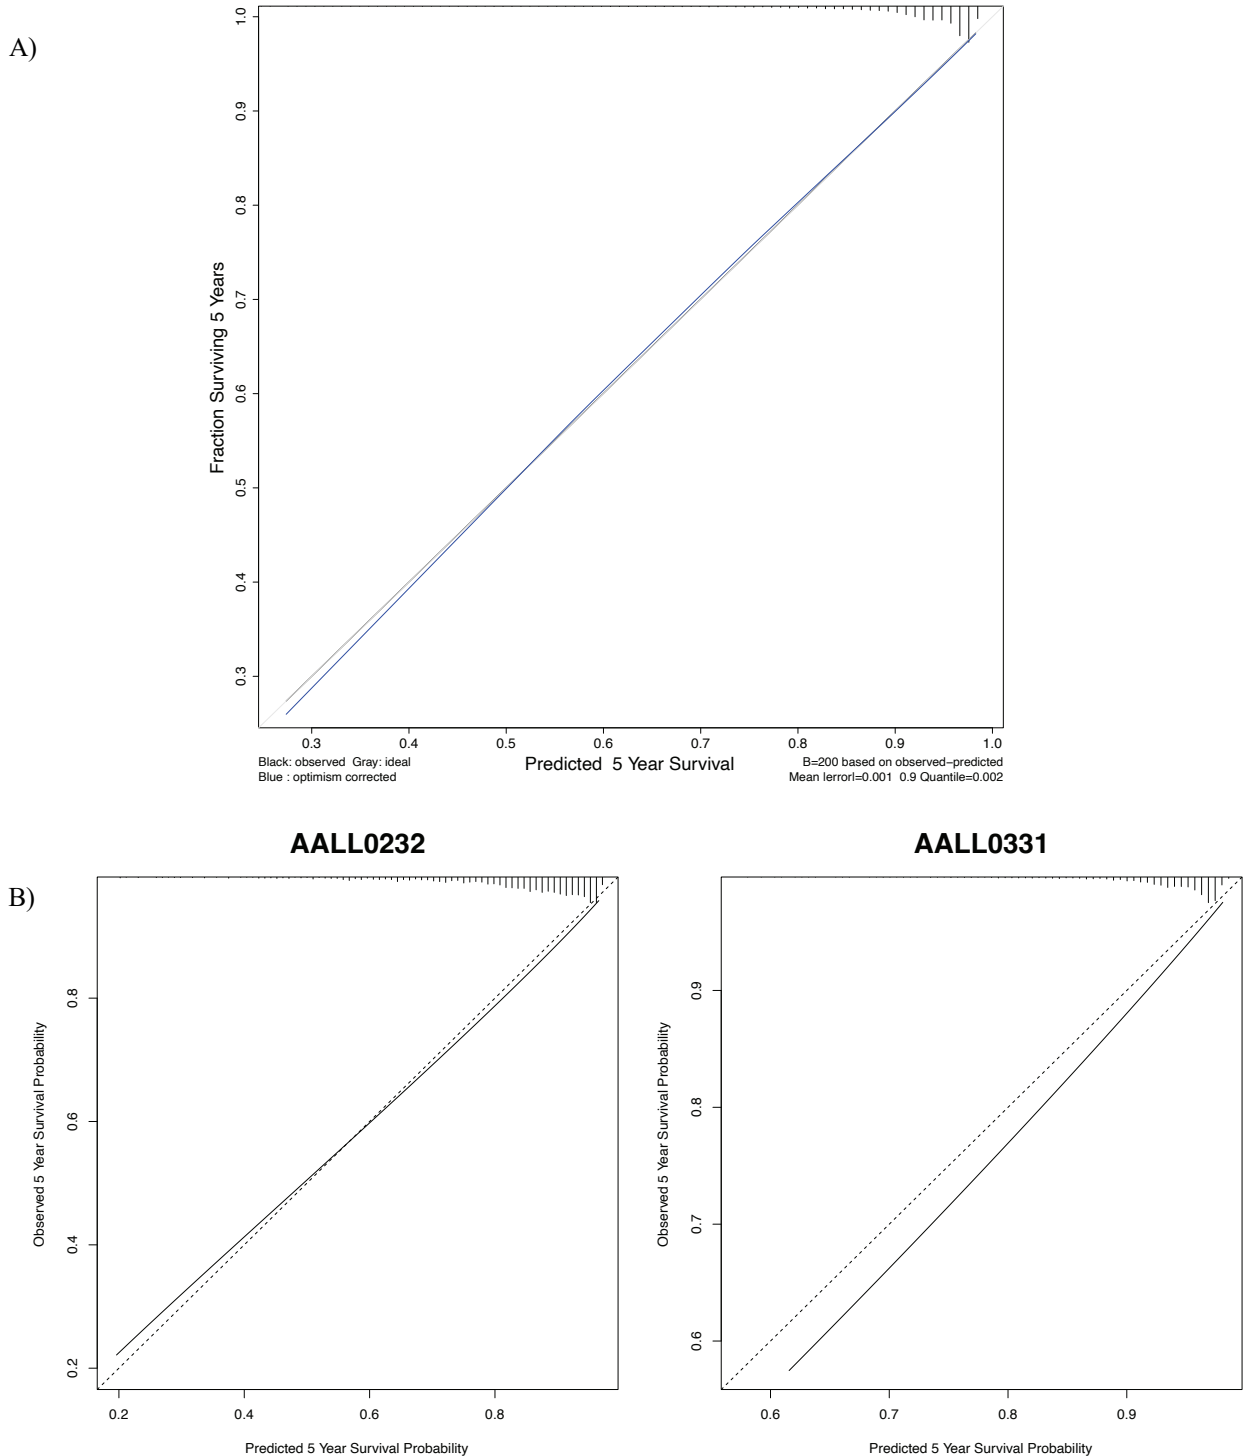 A)
1.0
0.9
0.8
0.7
0.6
0.5
0.4
0.3
Fraction Surviving 5 Years
0.3 0.4 0.5 0.6 0.7 0.8 0.9 1.0
Predicted 5 Year Survival
Black: observed Gray: ideal
Blue : optimism corrected
B=200 based on observed−predicted
Mean |error|=0.001 0.9 Quantile=0.002
B)
AALL0232
0.8
0.6
0.4
0.2
Observed 5 Year Survival Probability
0.2 0.4 0.6 0.8
Predicted 5 Year Survival Probability
AALL0331
0.9
0.8
0.7
0.6
Observed 5 Year Survival Probability
0.6 0.7 0.8 0.9
Predicted 5 Year Survival Probability